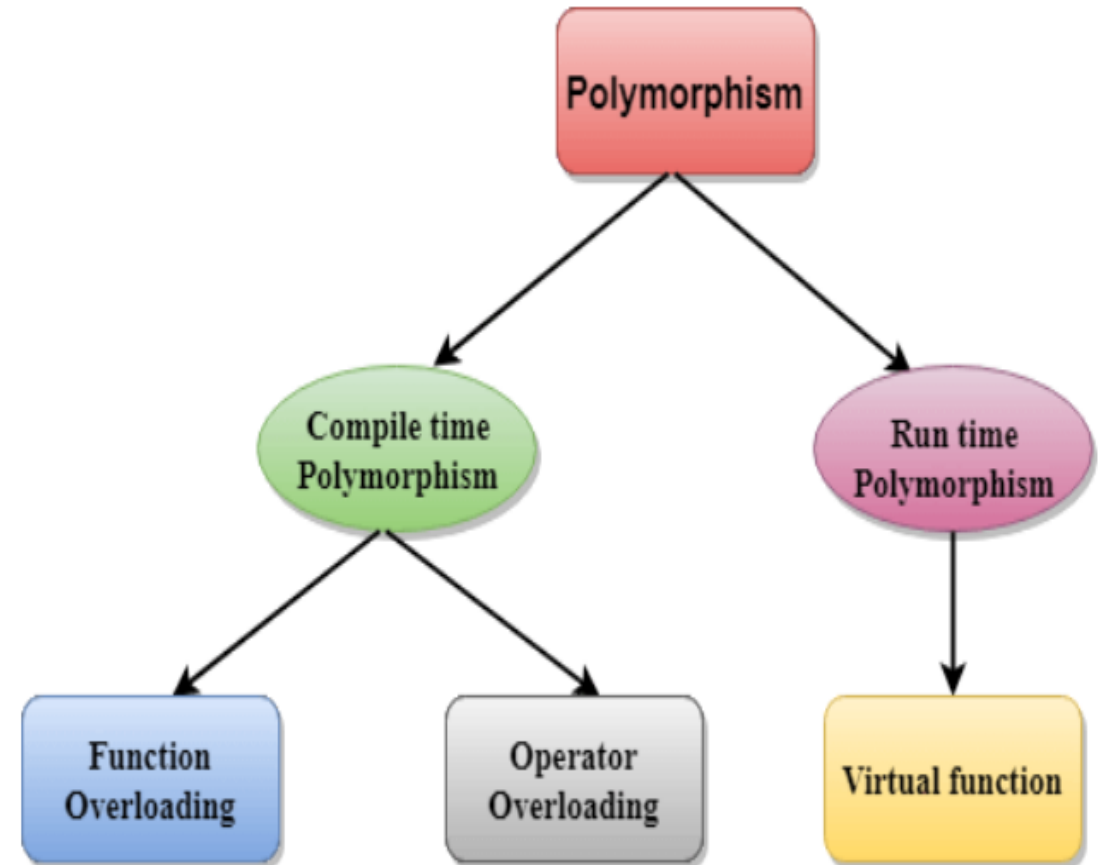 Polymorphism
Compile time
Polymorphism
Run time
Polymorphism
Function
Overloading
Operator
Overloading
Virtual function